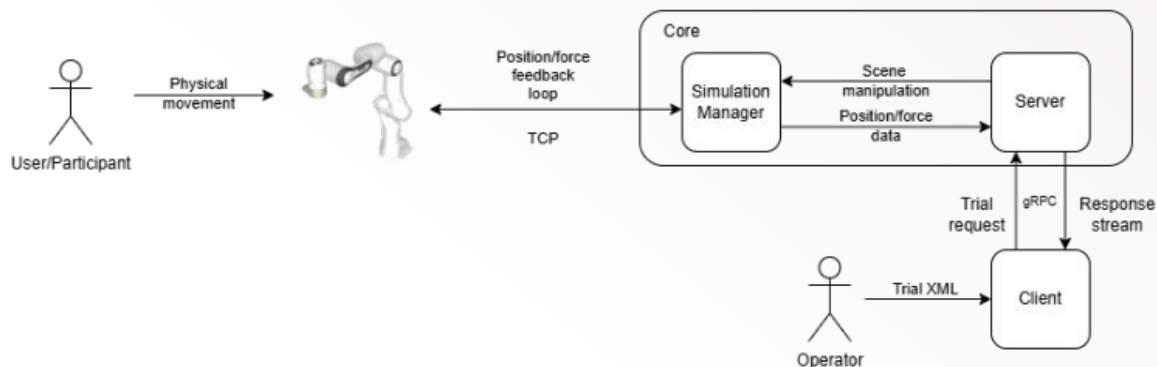 Core
Position/force
feedback
loop
TCP
Physical
movement
User/Participant
Simulation
Manager
Scene
manipulation
Position/force
data
Server
Trial
request
gRPC
Response
stream
Trial XML
Client
Operator